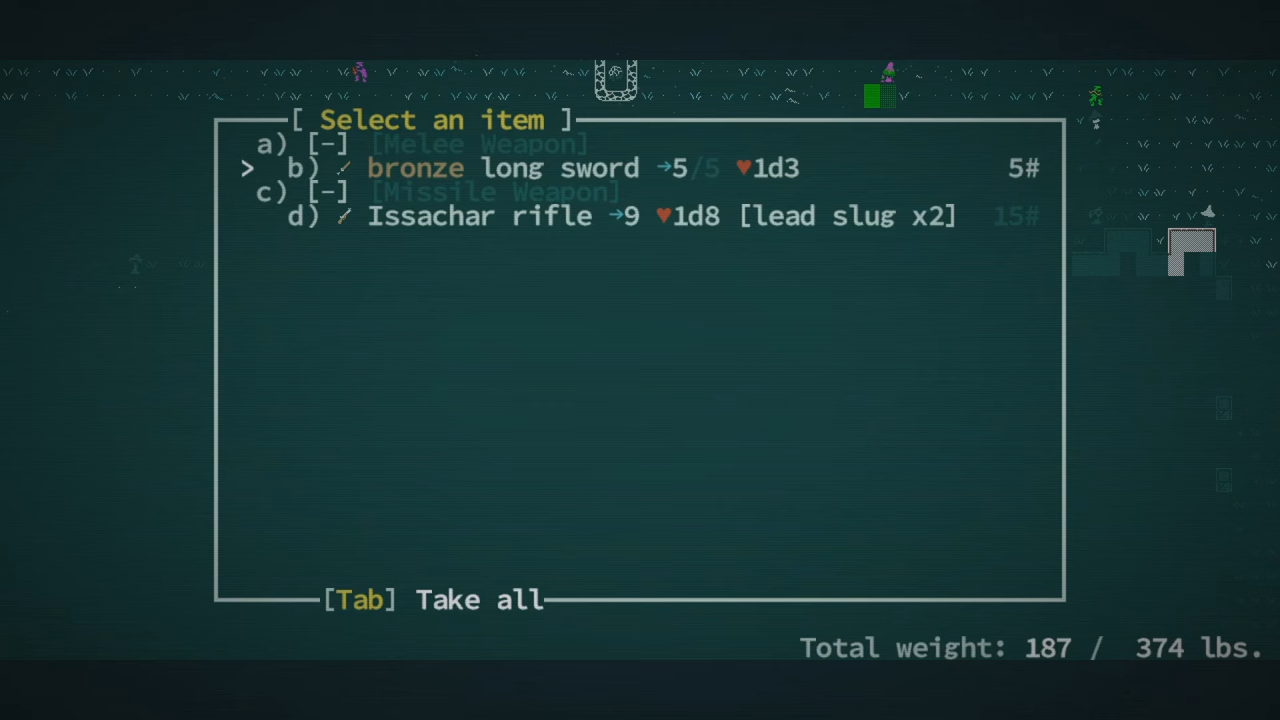 [ Select an item ]
a) [-] [Melee Weapon]
> b) bronze long sword →5/5 ♥1d3 5#
c) [-] [Missile Weapon]
d) Issachar rifle →9 ♥1d8 [lead slug x2] 15#
[Tab] Take all
Total weight: 187 / 374 lbs.